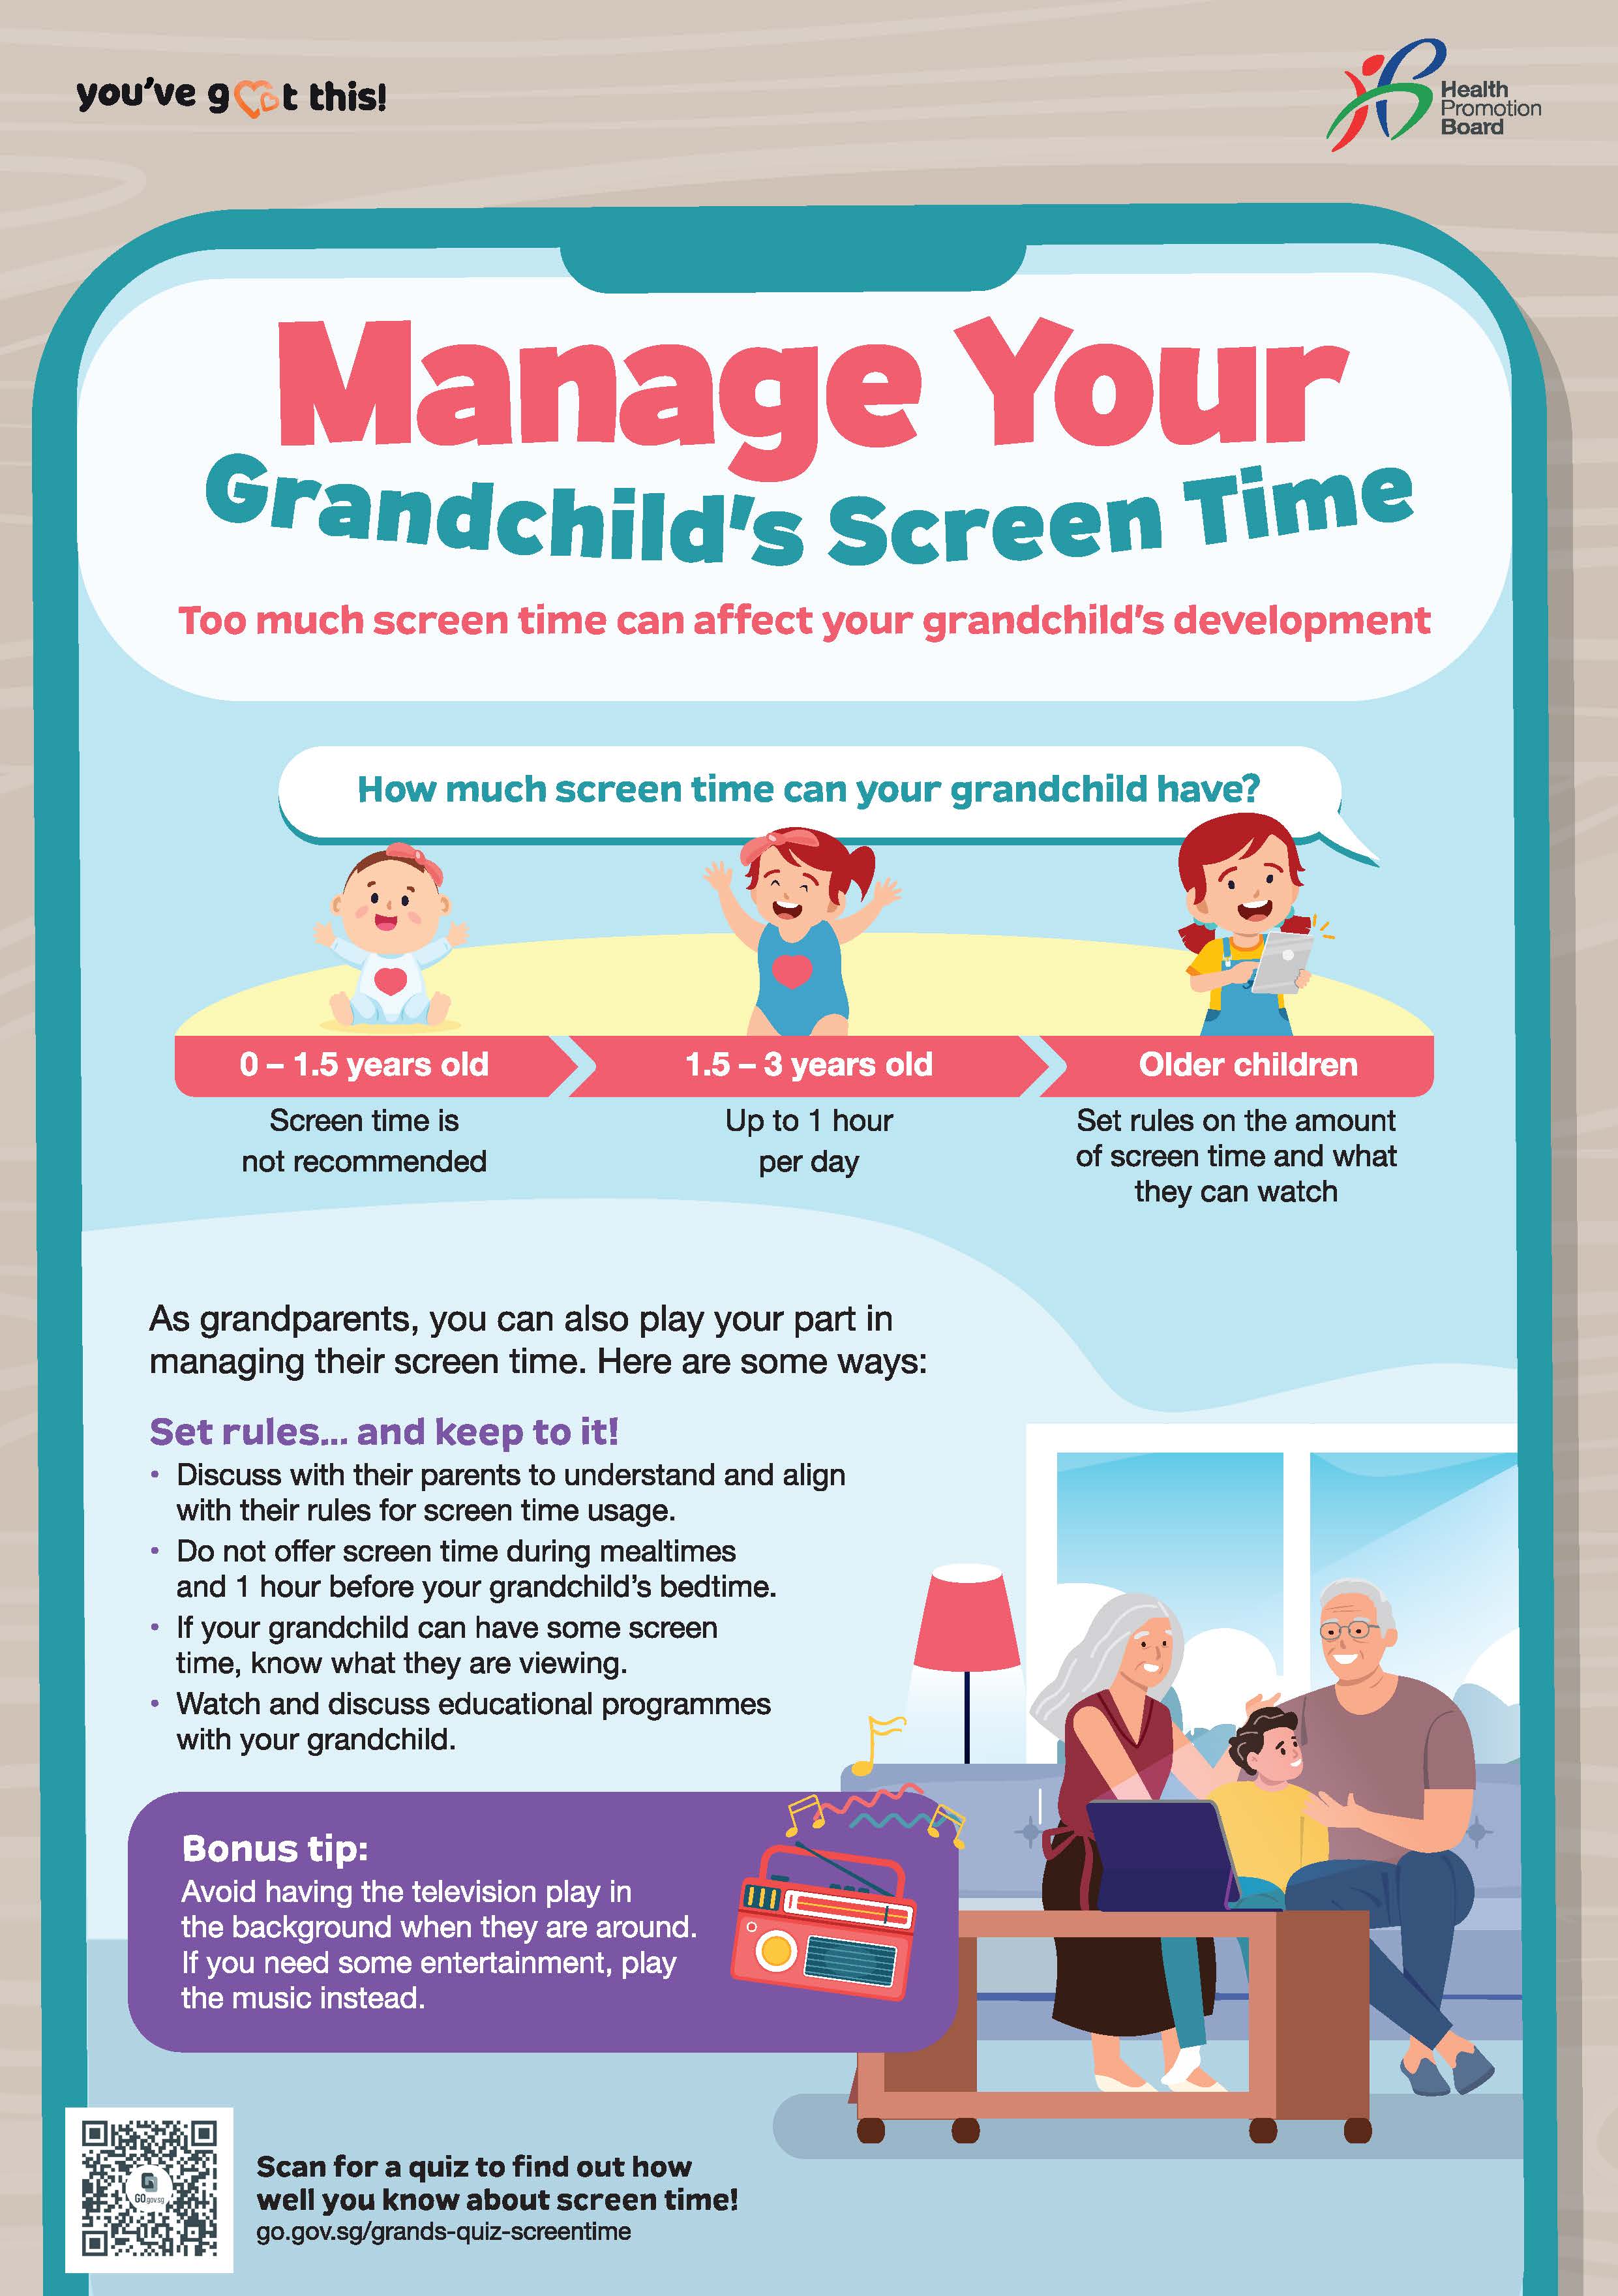 you've got this!
Health
Promotion
Board
Manage Your
Grandchild's Screen Time
Too much screen time can affect your grandchild's development
How much screen time can your grandchild have?
0 – 1.5 years old
Screen time is
not recommended
1.5 – 3 years old
Up to 1 hour
per day
Older children
Set rules on the amount
of screen time and what
they can watch
As grandparents, you can also play your part in
managing their screen time. Here are some ways:
Set rules... and keep to it!
• Discuss with their parents to understand and align
with their rules for screen time usage.
• Do not offer screen time during mealtimes
and 1 hour before your grandchild's bedtime.
• If your grandchild can have some screen
time, know what they are viewing.
• Watch and discuss educational programmes
with your grandchild.
Bonus tip:
Avoid having the television play in
the background when they are around.
If you need some entertainment, play
the music instead.
GOgovsg
Scan for a quiz to find out how
well you know about screen time!
go.gov.sg/grands-quiz-screentime